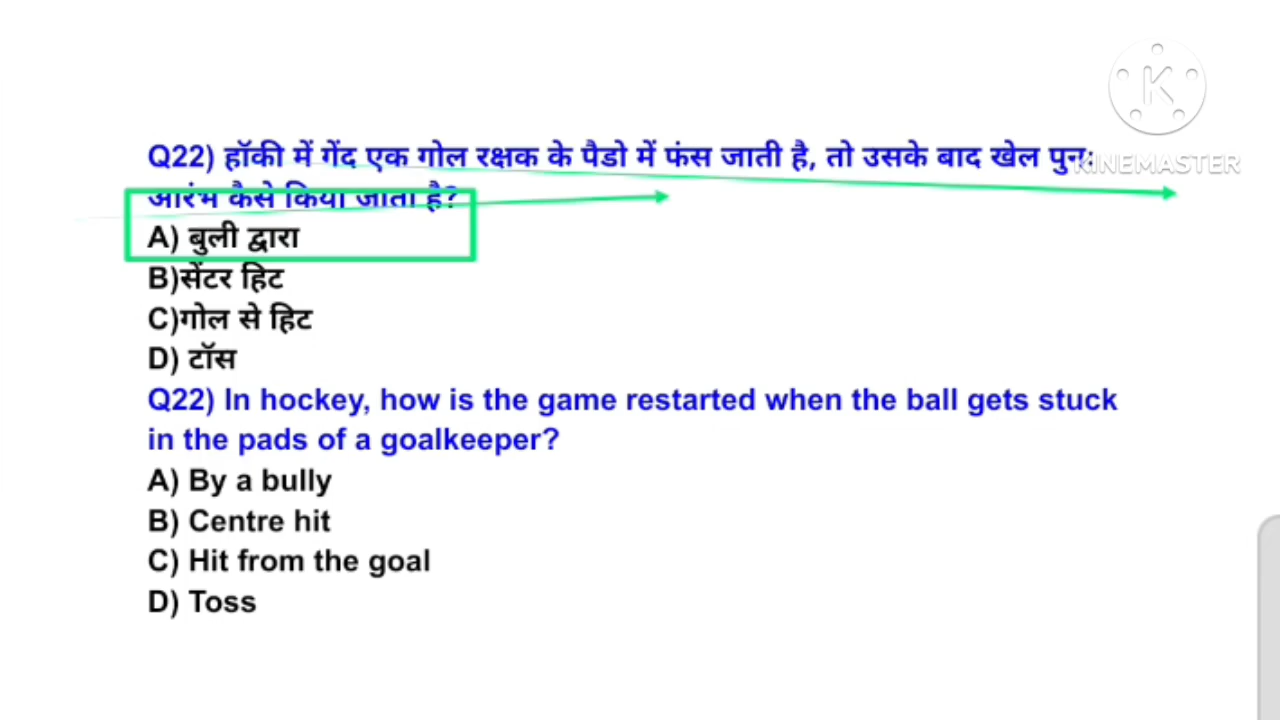 Q22) हॉकी में गेंद एक गोल रक्षक के पैडो में फंस जाती है, तो उसके बाद खेल पुनः
आरंभ कैसे किया जाता है?
A) बुली द्वारा
B)सेंटर हिट
C)गोल से हिट
D) टॉस
Q22) In hockey, how is the game restarted when the ball gets stuck
in the pads of a goalkeeper?
A) By a bully
B) Centre hit
C) Hit from the goal
D) Toss
K
KINEMASTER